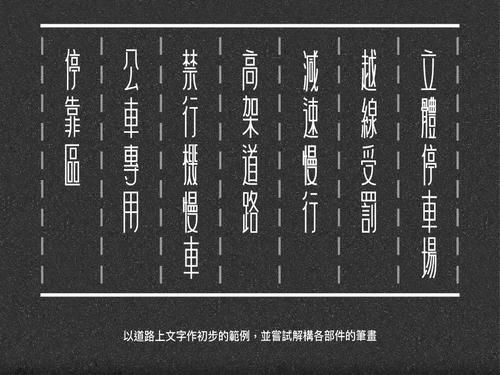 立體停車場
越線受罰
減速慢行
高架道路
禁行機慢車
公車專用
停靠區
以道路上文字作初步的範例，並嘗試解構各部件的筆畫